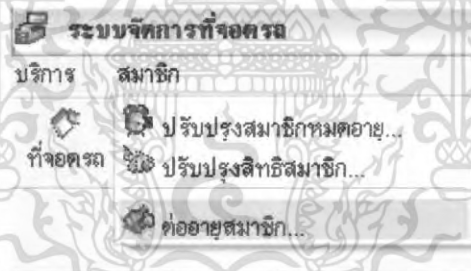 ระบบจัดการที่จอดรถ
บริการ สมาชิก
ปรับปรุงสมาชิกหมดอายุ...
ที่จอดรถ
ปรับปรุงสิทธิสมาชิก...
ต่ออายุสมาชิก...